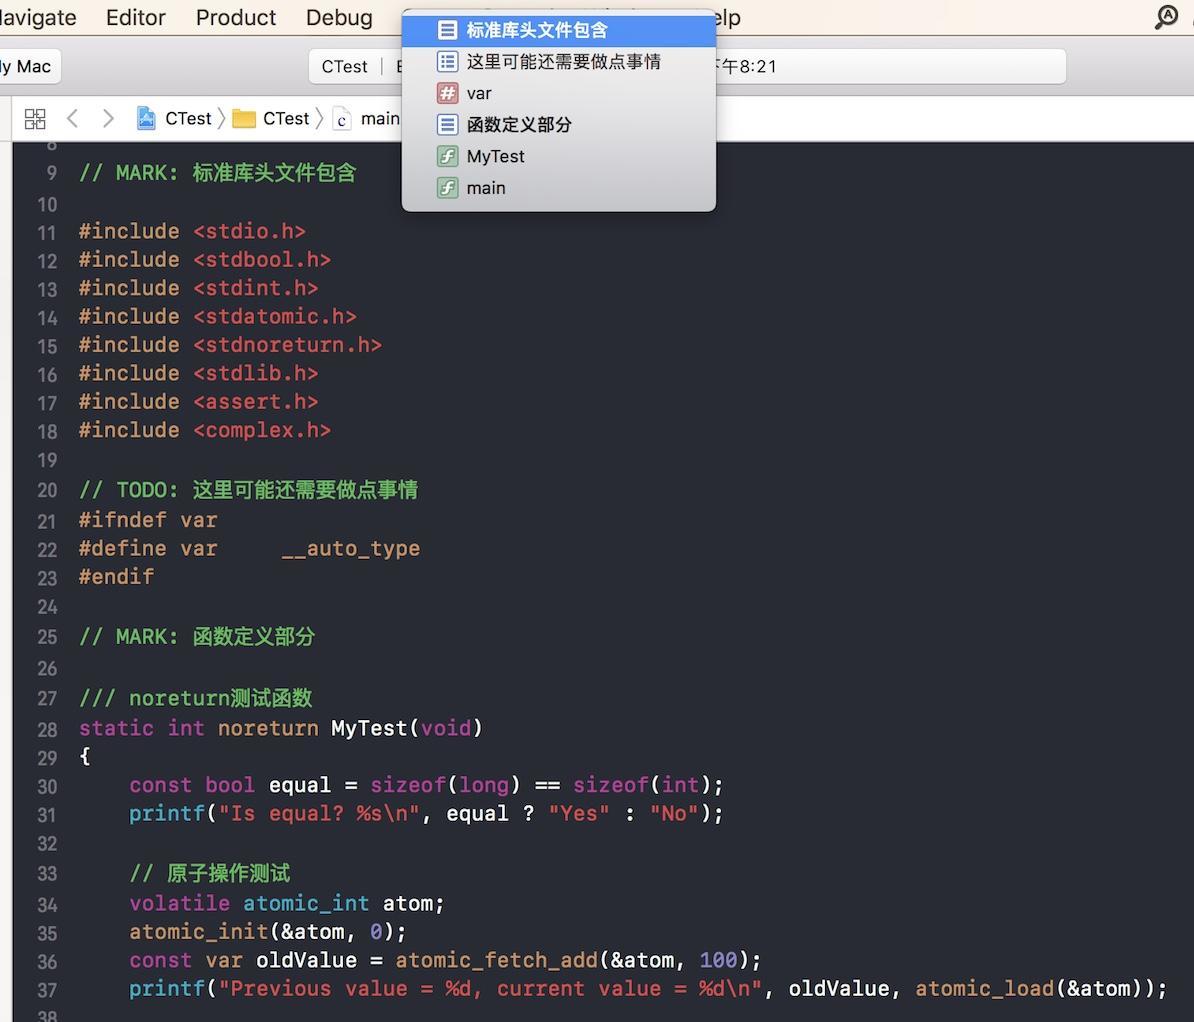 Navigate Editor Product Debug
标准库头文件包含
这里可能还需要做点事情
var
函数定义部分
MyTest
main
My Mac
CTest
下午8:21
CTest CTest main
8
9 // MARK: 标准库头文件包含
10
11 #include <stdio.h>
12 #include <stdbool.h>
13 #include <stdint.h>
14 #include <stdatomic.h>
15 #include <stdnoreturn.h>
16 #include <stdlib.h>
17 #include <assert.h>
18 #include <complex.h>
19
20 // TODO: 这里可能还需要做点事情
21 #ifndef var
22 #define var     __auto_type
23 #endif
24
25 // MARK: 函数定义部分
26
27 /// noreturn测试函数
28 static int noreturn MyTest(void)
29 {
30     const bool equal = sizeof(long) == sizeof(int);
31     printf("Is equal? %s\n", equal ? "Yes" : "No");
32
33     // 原子操作测试
34     volatile atomic_int atom;
35     atomic_init(&atom, 0);
36     const var oldValue = atomic_fetch_add(&atom, 100);
37     printf("Previous value = %d, current value = %d\n", oldValue, atomic_load(&atom));
38